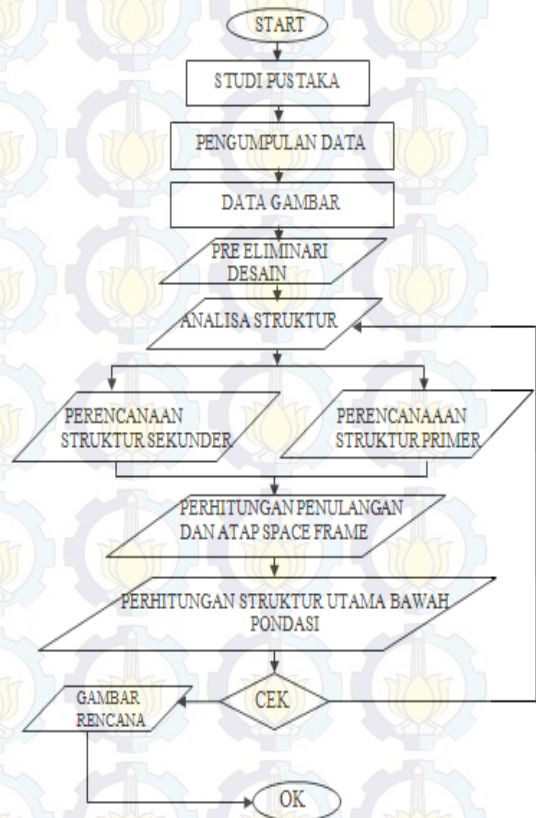 START
STUDI PUSTAKA
PENGUMPULAN DATA
DATA GAMBAR
PRE ELIMINARI
DESAIN
ANALISA STRUKTUR
PERENCANAAN
STRUKTUR SEKUNDER
PERENCANAAAN
STRUKTUR PRIMER
PERHITUNGAN PENULANGAN
DAN ATAP SPACE FRAME
PERHITUNGAN STRUKTUR UTAMA BAWAH
PONDASI
CEK
GAMBAR
RENCANA
OK